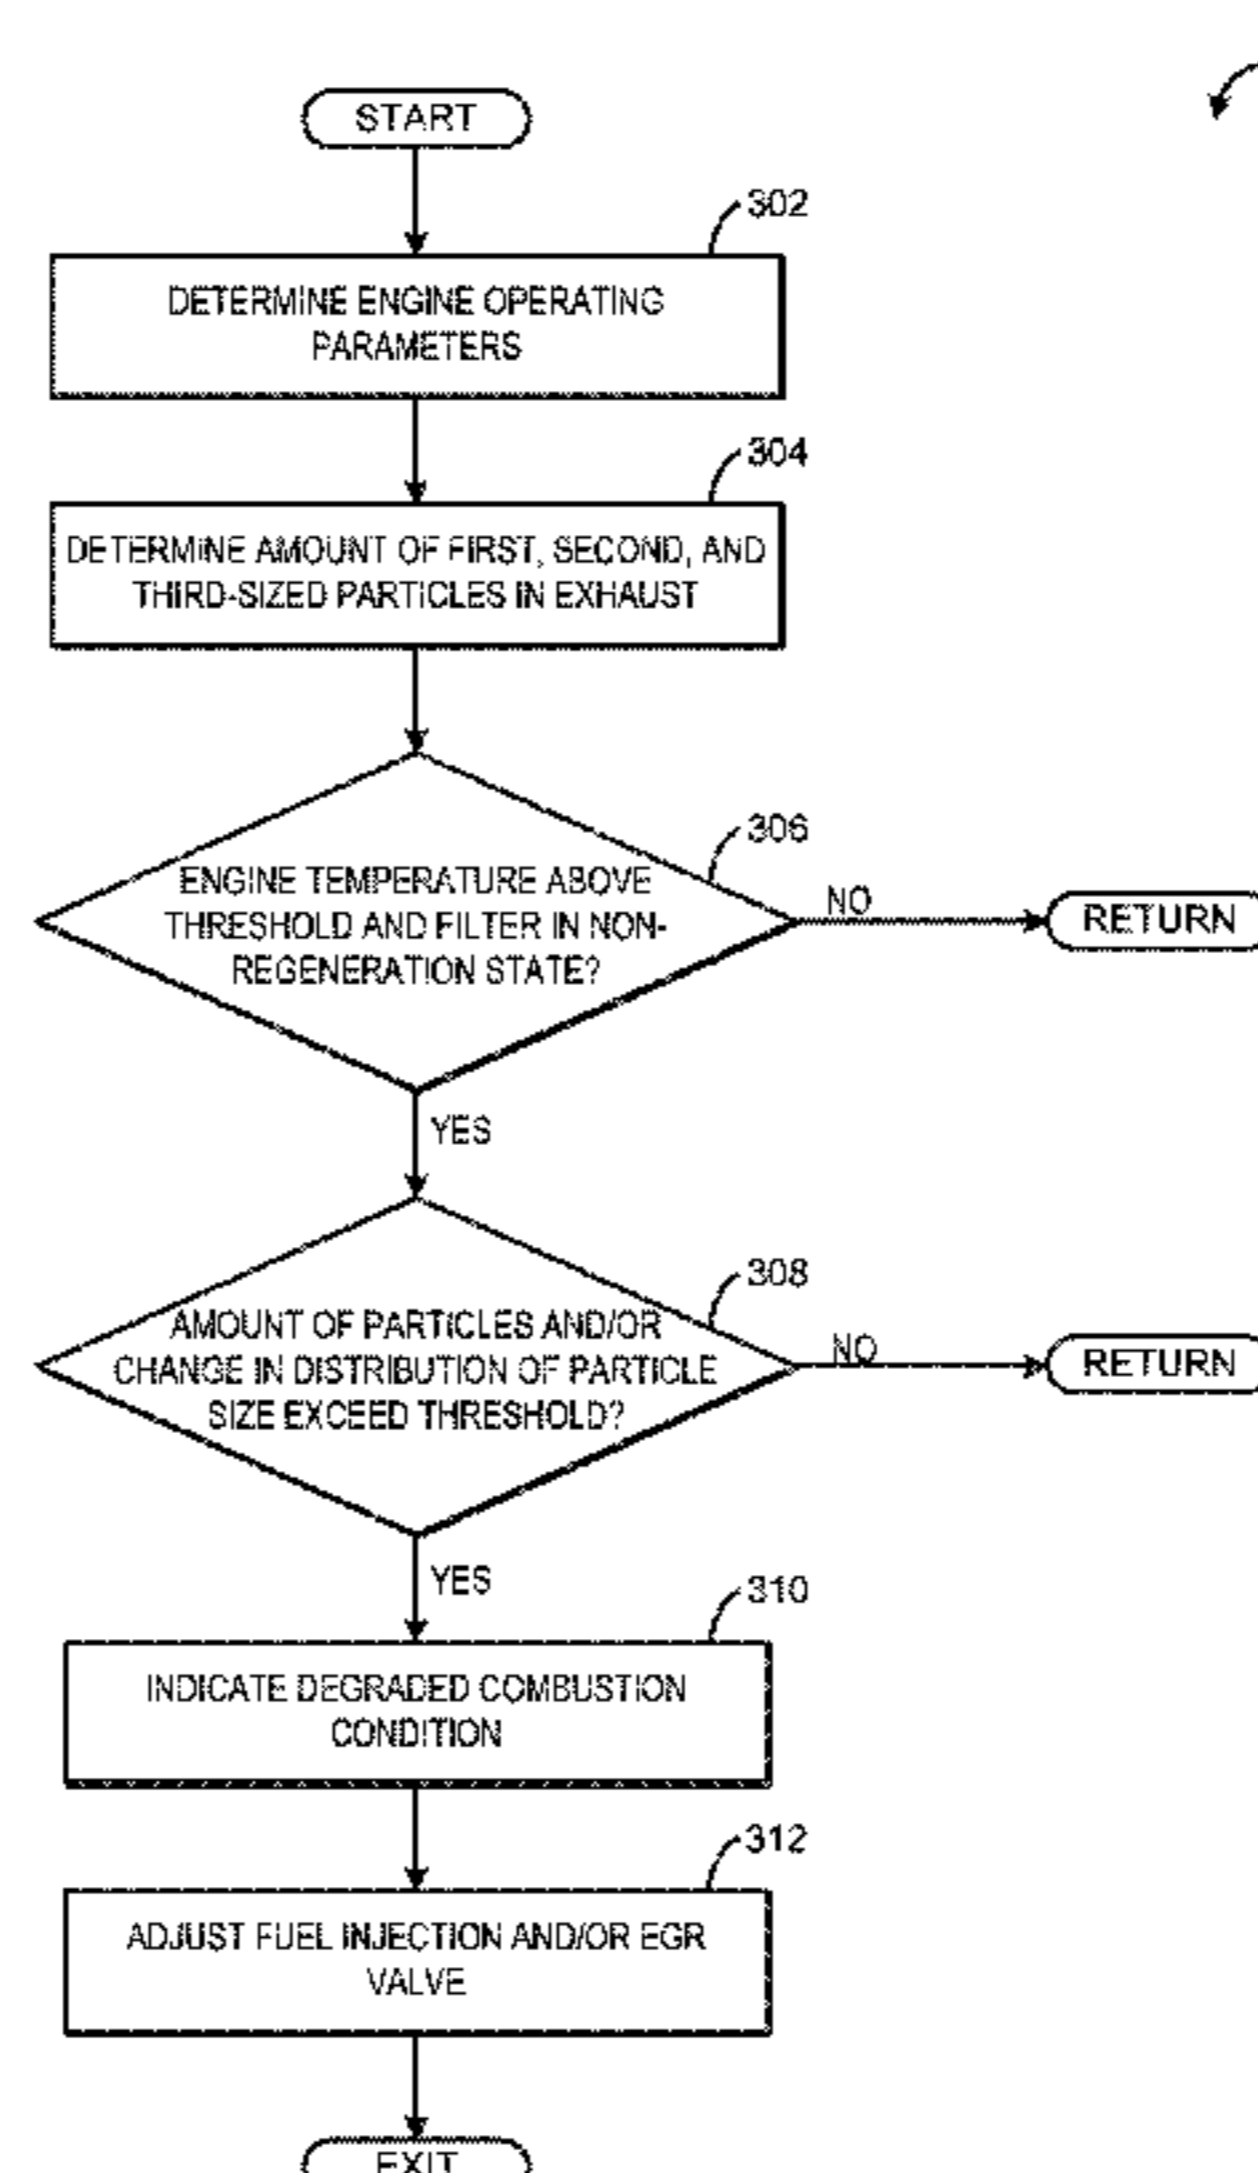 START
302
DETERMINE ENGINE OPERATING
PARAMETERS
304
DETERMINE AMOUNT OF FIRST, SECOND, AND
THIRD-SIZED PARTICLES IN EXHAUST
306
ENGINE TEMPERATURE ABOVE
THRESHOLD AND FILTER IN NON-
REGENERATION STATE?
NO
RETURN
YES
308
AMOUNT OF PARTICLES AND/OR
CHANGE IN DISTRIBUTION OF PARTICLE
SIZE EXCEED THRESHOLD?
NO
RETURN
YES
310
INDICATE DEGRADED COMBUSTION
CONDITION
312
ADJUST FUEL INJECTION AND/OR EGR
VALVE
EXIT